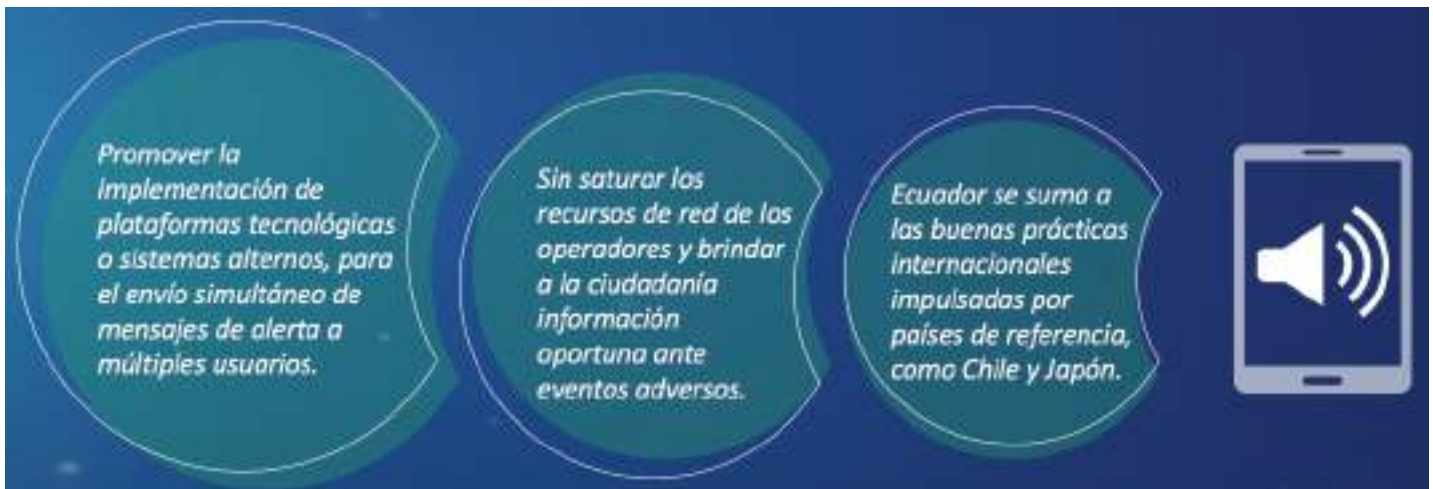 Promover la
implementación de
plataformas tecnológicas
o sistemas alternos, para
el envío simultáneo de
mensajes de alerta a
múltiples usuarios.
Sin saturar los
recursos de red de los
operadores y brindar
a la ciudadanía
información
oportuna ante
eventos adversos.
Ecuador se suma a
las buenas prácticas
internacionales
impulsadas por
países de referencia,
como Chile y Japón.